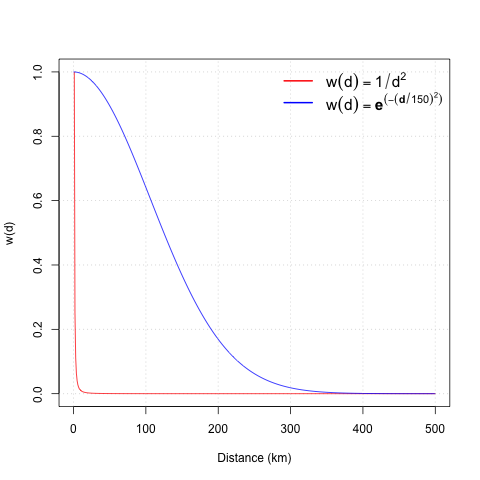 w(d) = 1/d²
w(d) = e^(−(d/150)²)
1.0
0.8
0.6
0.4
0.2
0.0
w(d)
0 100 200 300 400 500
Distance (km)